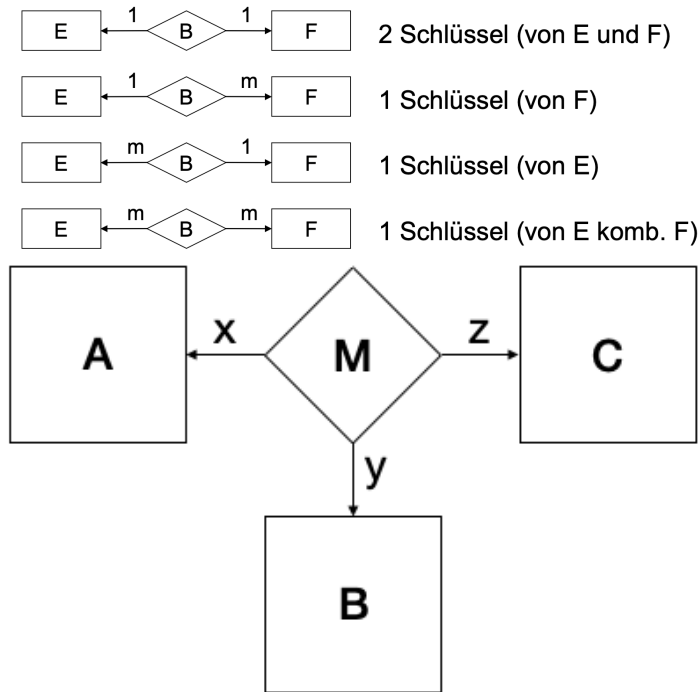 1 1
E B F 2 Schlüssel (von E und F)
1 m
E B F 1 Schlüssel (von F)
m 1
E B F 1 Schlüssel (von E)
m m
E B F 1 Schlüssel (von E komb. F)
x z
A M C
y
B